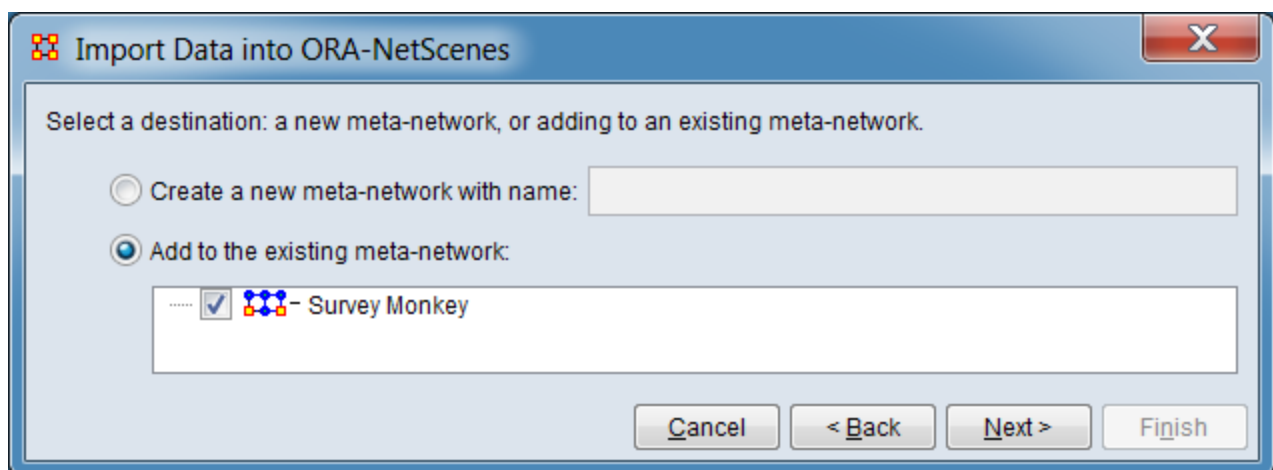 Import Data into ORA-NetScenes
X
Select a destination: a new meta-network, or adding to an existing meta-network.
Create a new meta-network with name:
Add to the existing meta-network:
Survey Monkey
Cancel < Back Next > Finish